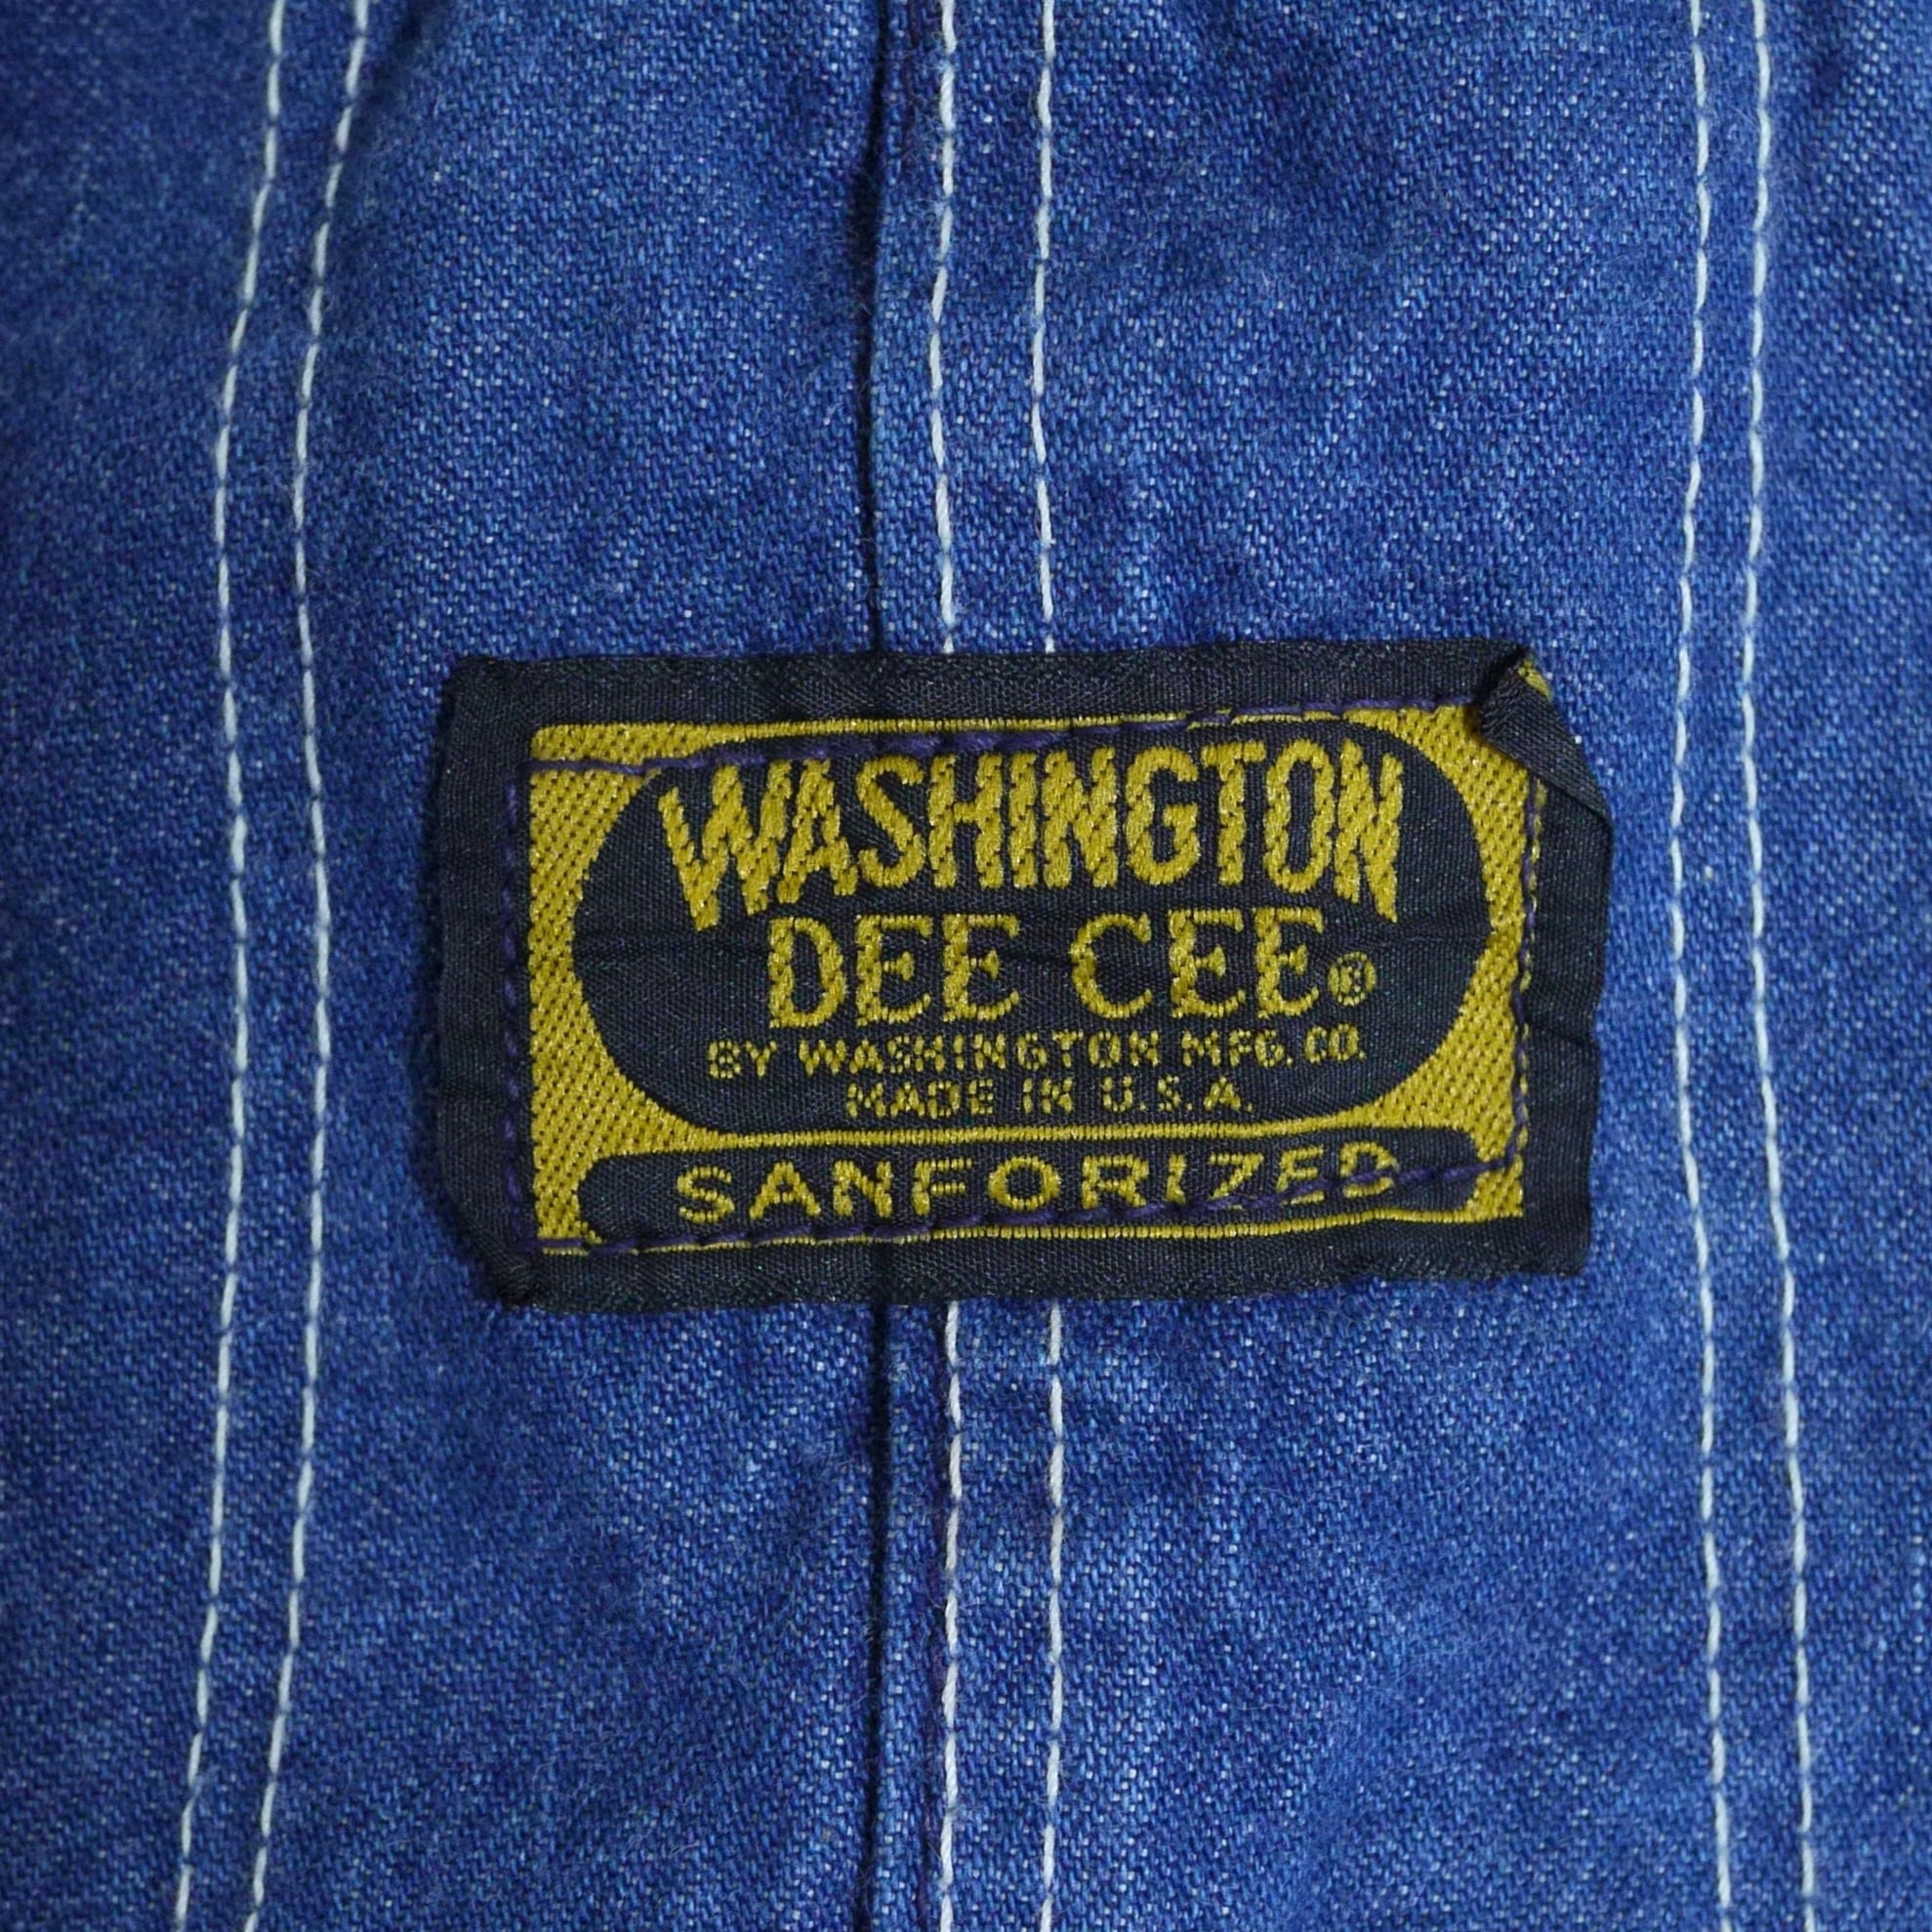 WASHINGTON
DEE CEE®
BY WASHINGTON MFG. CO.
MADE IN U.S.A.
SANFORIZED